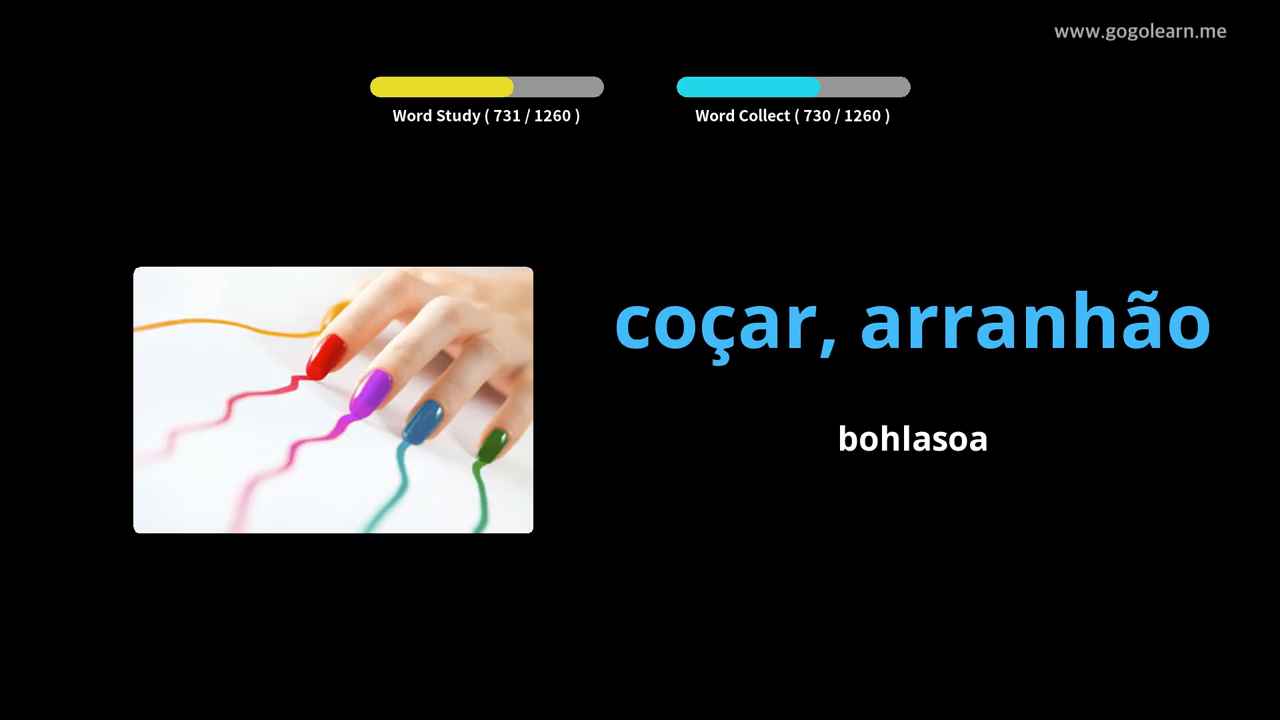 www.gogolearn.me
Word Study ( 731 / 1260 )
Word Collect ( 730 / 1260 )
coçar, arranhão
bohlasoa